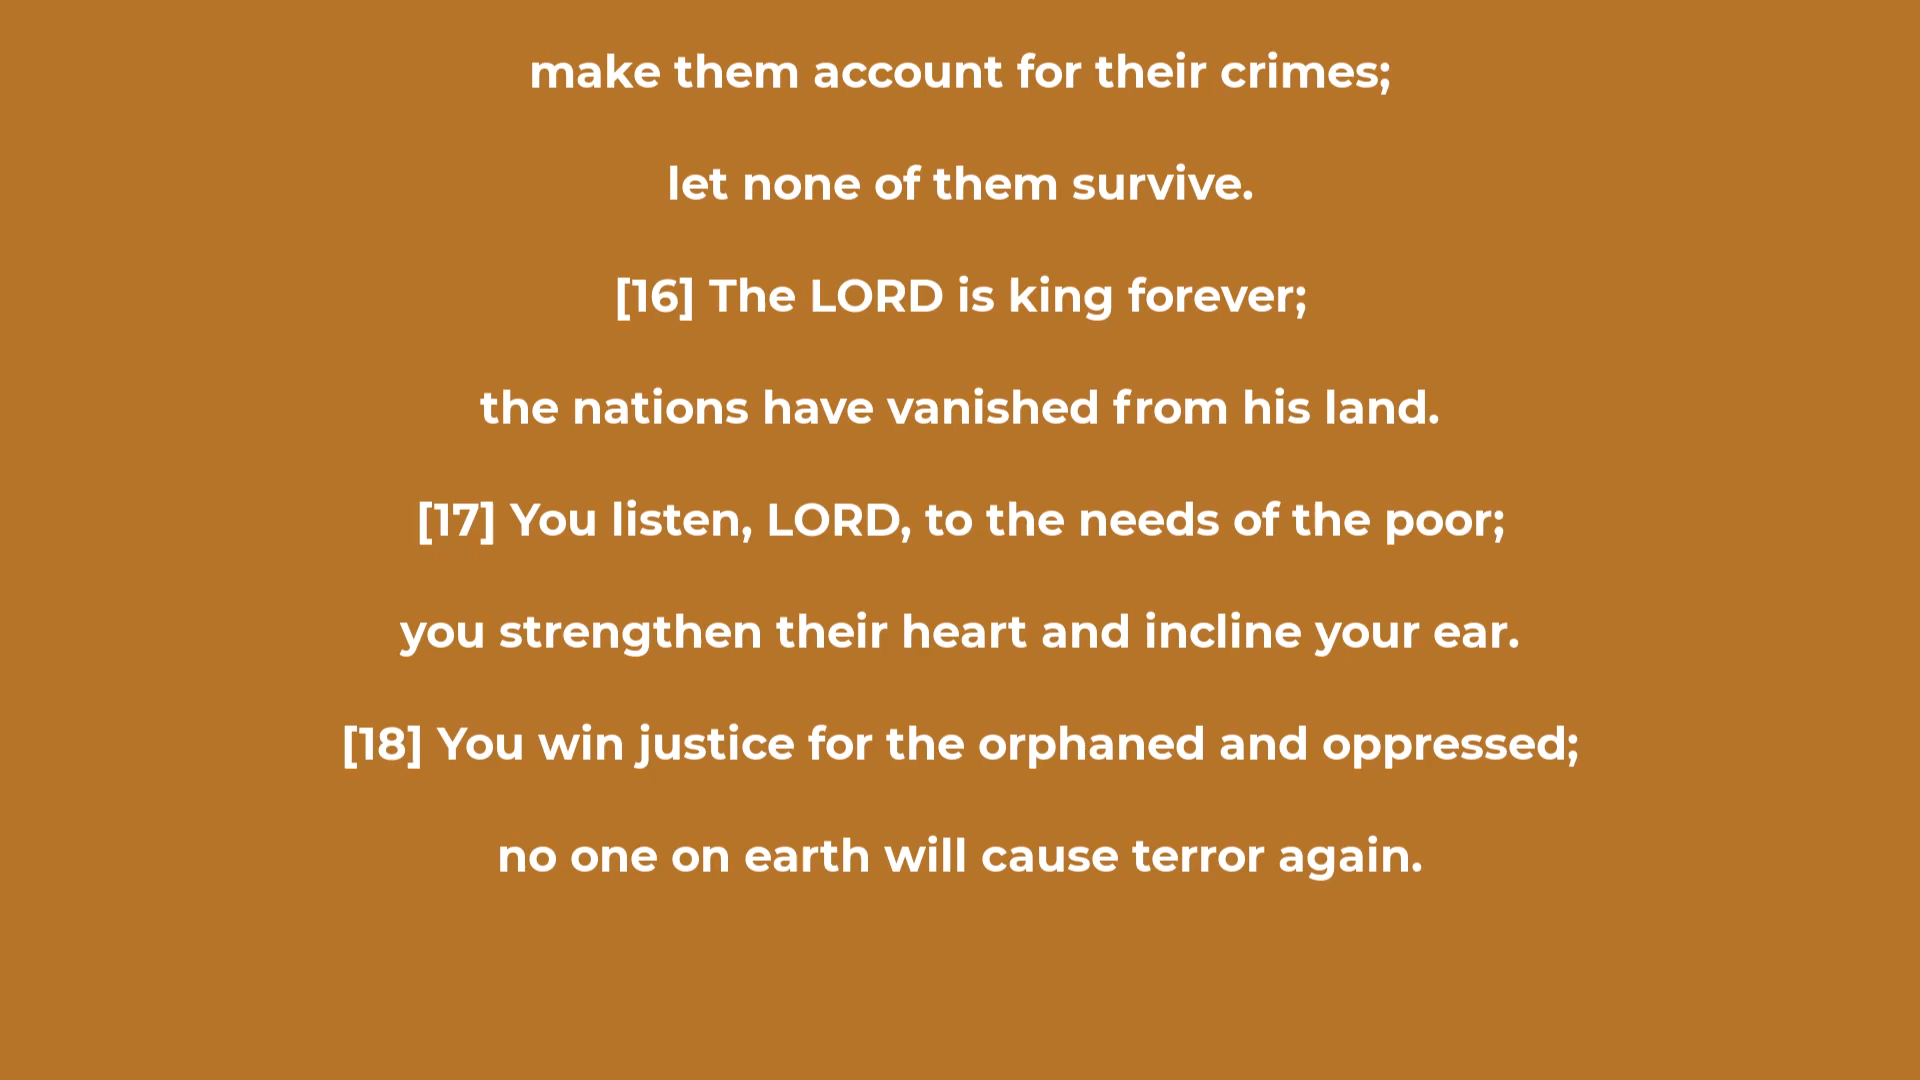 make them account for their crimes;
let none of them survive.
[16] The LORD is king forever;
the nations have vanished from his land.
[17] You listen, LORD, to the needs of the poor;
you strengthen their heart and incline your ear.
[18] You win justice for the orphaned and oppressed;
no one on earth will cause terror again.